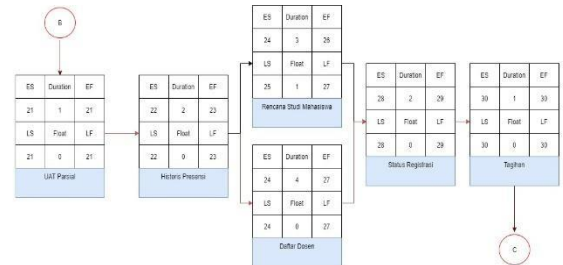 B
ES Duration EF
21 1 21
LS Float LF
21 0 21
UAT Parsial
ES Duration EF
22 2 23
LS Float LF
22 0 23
Historis Presensi
ES Duration EF
24 3 26
LS Float LF
25 1 27
Rencana Studi Mahasiswa
ES Duration EF
24 4 27
LS Float LF
24 0 27
Daftar Dosen
ES Duration EF
28 2 29
LS Float LF
28 0 29
Status Registrasi
ES Duration EF
30 1 30
LS Float LF
30 0 30
Tagihan
C